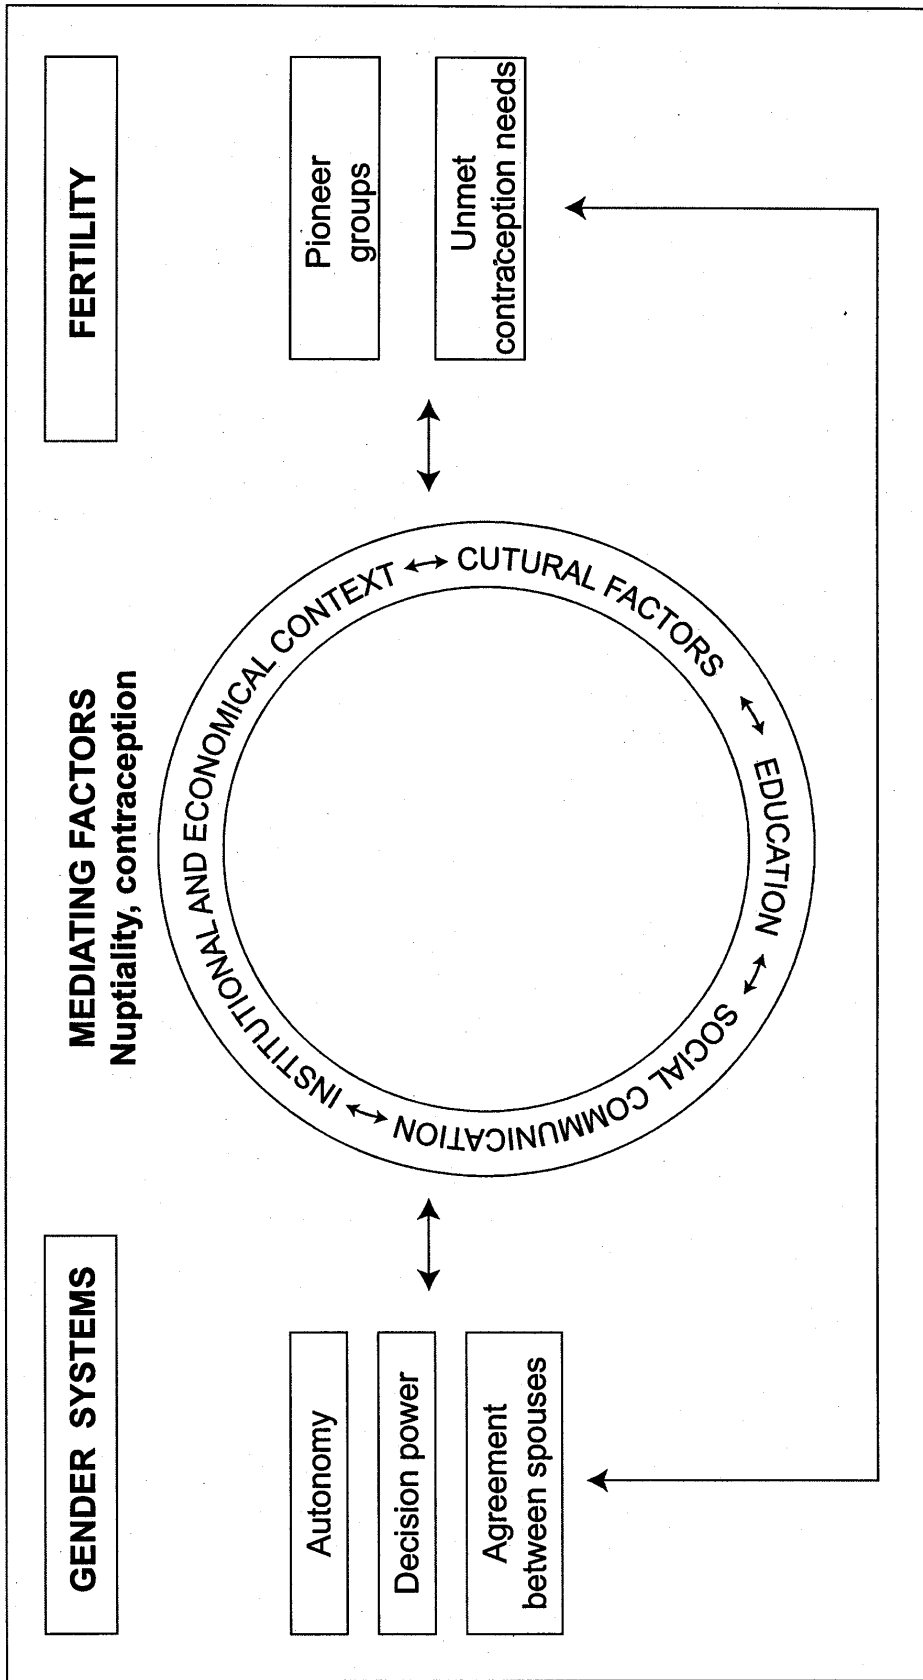 GENDER SYSTEMS
Autonomy
Decision power
Agreement
between spouses
MEDIATING FACTORS
Nuptiality, contraception
INSTITUTIONAL AND ECONOMICAL CONTEXT
CUTURAL FACTORS
EDUCATION
SOCIAL COMMUNICATION
FERTILITY
Pioneer
groups
Unmet
contraception needs